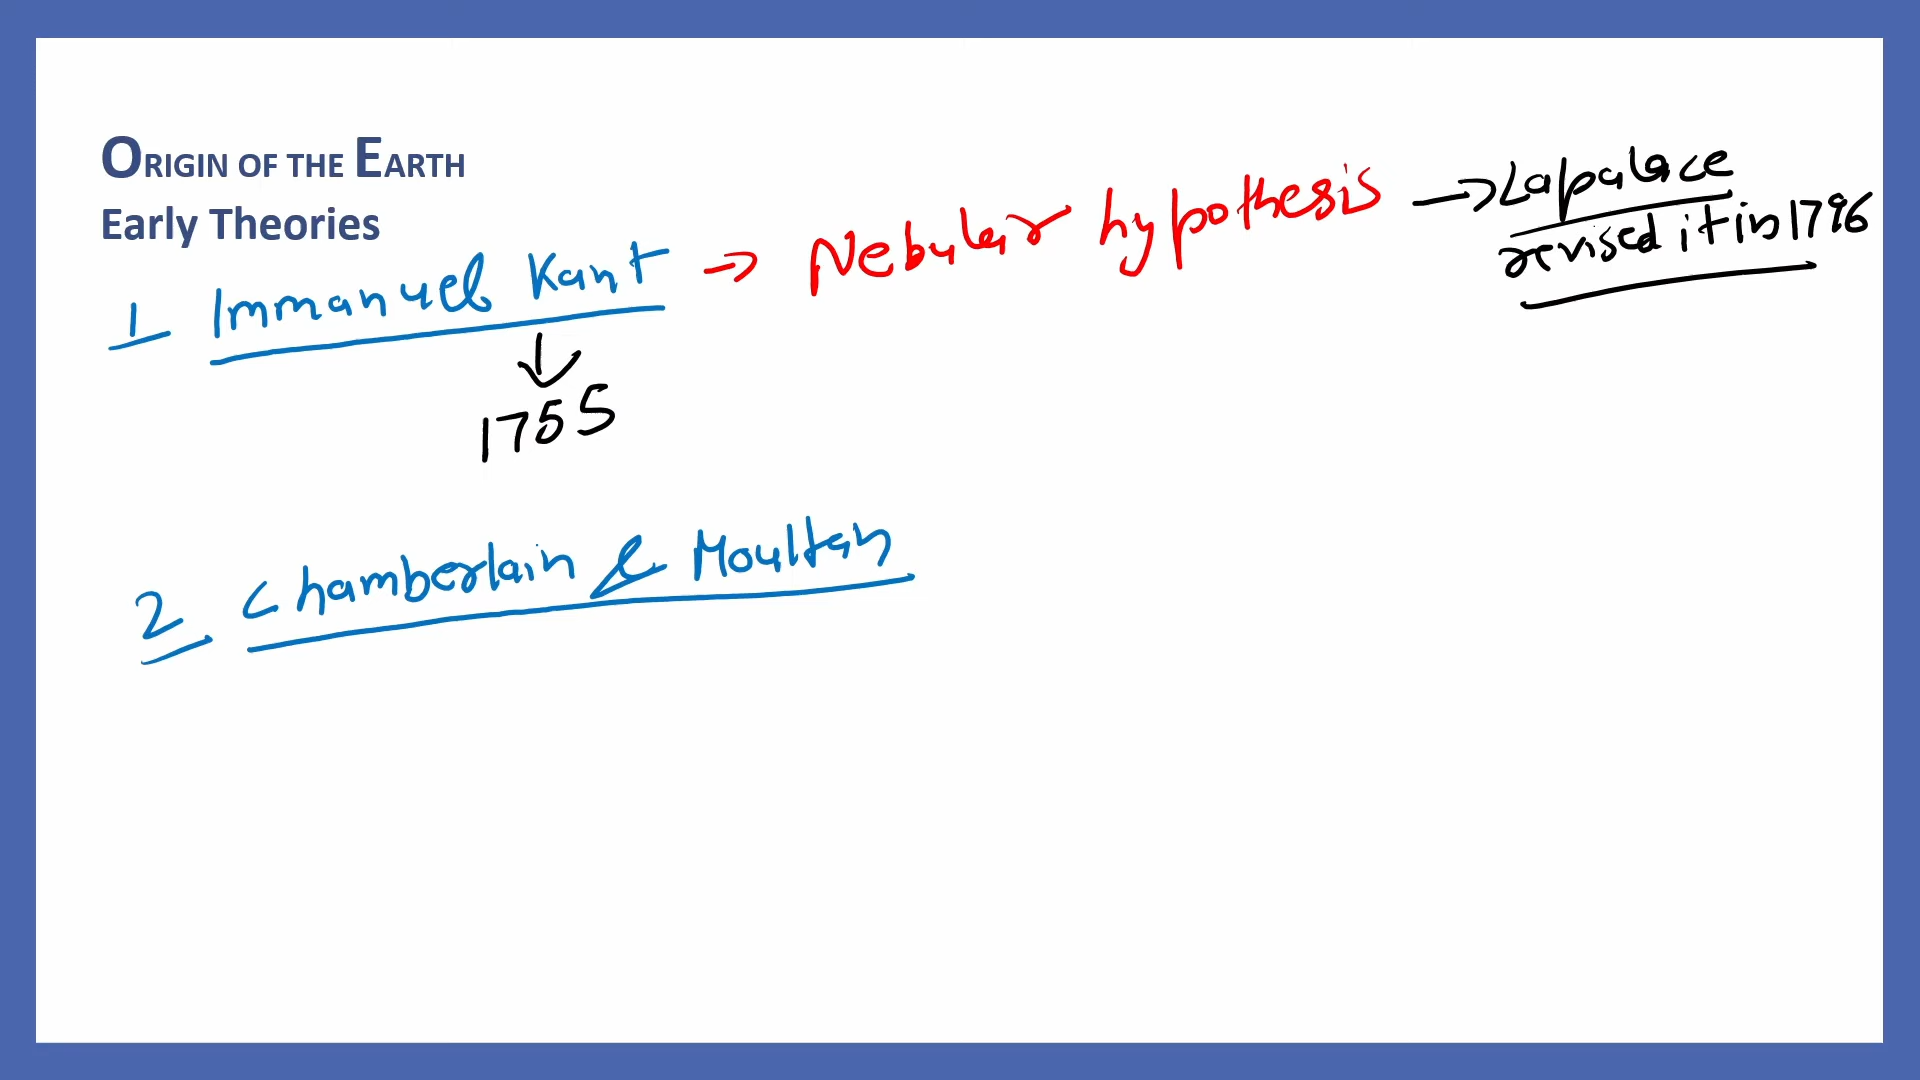 ORIGIN OF THE EARTH
Early Theories
1 Immanuel Kant → Nebular hypothesis → Lapalace
revised it in 1796
↓
1755
2 Chamberlain & Moultan